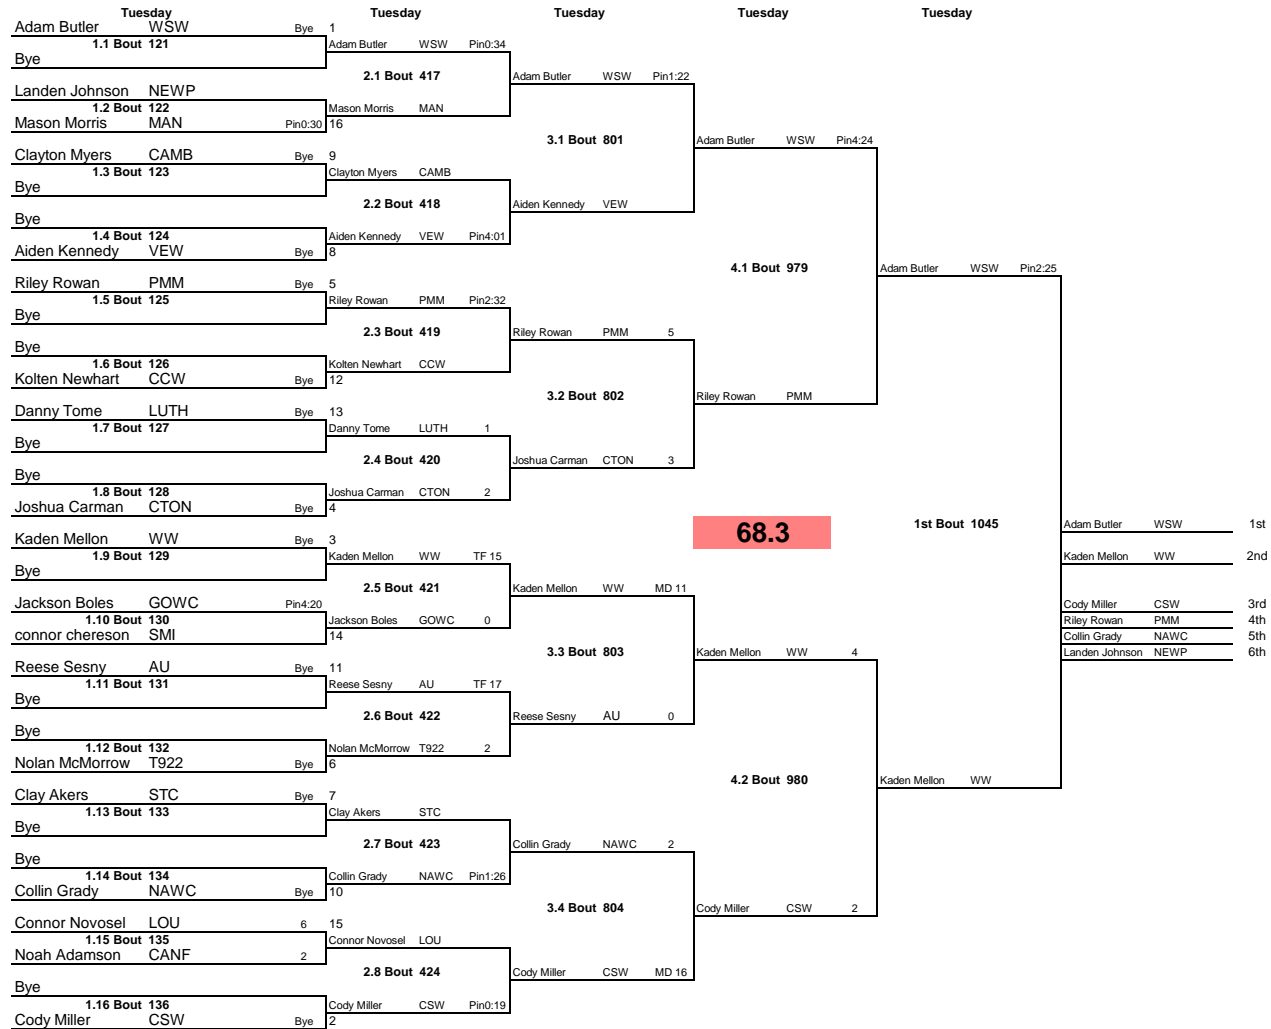 Tuesday Tuesday Tuesday Tuesday Tuesday
Adam Butler WSW Bye 1
1.1 Bout 121
Bye
Landen Johnson NEWP
1.2 Bout 122
Mason Morris MAN Pin0:30 16
Clayton Myers CAMB Bye 9
1.3 Bout 123
Bye
Bye
1.4 Bout 124
Aiden Kennedy VEW Bye 8
Riley Rowan PMM Bye 5
1.5 Bout 125
Bye
Bye
1.6 Bout 126
Kolten Newhart CCW Bye 12
Danny Tome LUTH Bye 13
1.7 Bout 127
Bye
Bye
1.8 Bout 128
Joshua Carman CTON Bye 4
Kaden Mellon WW Bye 3
1.9 Bout 129
Bye
Jackson Boles GOWC Pin4:20
1.10 Bout 130
connor chereson SMI 14
Reese Sesny AU Bye 11
1.11 Bout 131
Bye
Bye
1.12 Bout 132
Nolan McMorrow T922 Bye 6
Clay Akers STC Bye 7
1.13 Bout 133
Bye
Bye
1.14 Bout 134
Collin Grady NAWC Bye 10
Connor Novosel LOU 6 15
1.15 Bout 135
Noah Adamson CANF 2
Bye
1.16 Bout 136
Cody Miller CSW Bye 2
Adam Butler WSW Pin0:34
2.1 Bout 417
Mason Morris MAN
Clayton Myers CAMB
2.2 Bout 418
Aiden Kennedy VEW Pin4:01
Riley Rowan PMM Pin2:32
2.3 Bout 419
Kolten Newhart CCW
Danny Tome LUTH 1
2.4 Bout 420
Joshua Carman CTON 2
Kaden Mellon WW TF 15
2.5 Bout 421
Jackson Boles GOWC 0
Reese Sesny AU TF 17
2.6 Bout 422
Nolan McMorrow T922 2
Clay Akers STC
2.7 Bout 423
Collin Grady NAWC Pin1:26
Connor Novosel LOU
2.8 Bout 424
Cody Miller CSW Pin0:19
Adam Butler WSW Pin1:22
3.1 Bout 801
Aiden Kennedy VEW
Riley Rowan PMM 5
3.2 Bout 802
Joshua Carman CTON 3
Kaden Mellon WW MD 11
3.3 Bout 803
Reese Sesny AU 0
Collin Grady NAWC 2
3.4 Bout 804
Cody Miller CSW MD 16
Adam Butler WSW Pin4:24
4.1 Bout 979
Riley Rowan PMM
68.3
Kaden Mellon WW 4
4.2 Bout 980
Cody Miller CSW 2
Adam Butler WSW Pin2:25
1st Bout 1045
Kaden Mellon WW
Adam Butler WSW 1st
Kaden Mellon WW 2nd
Cody Miller CSW 3rd
Riley Rowan PMM 4th
Collin Grady NAWC 5th
Landen Johnson NEWP 6th